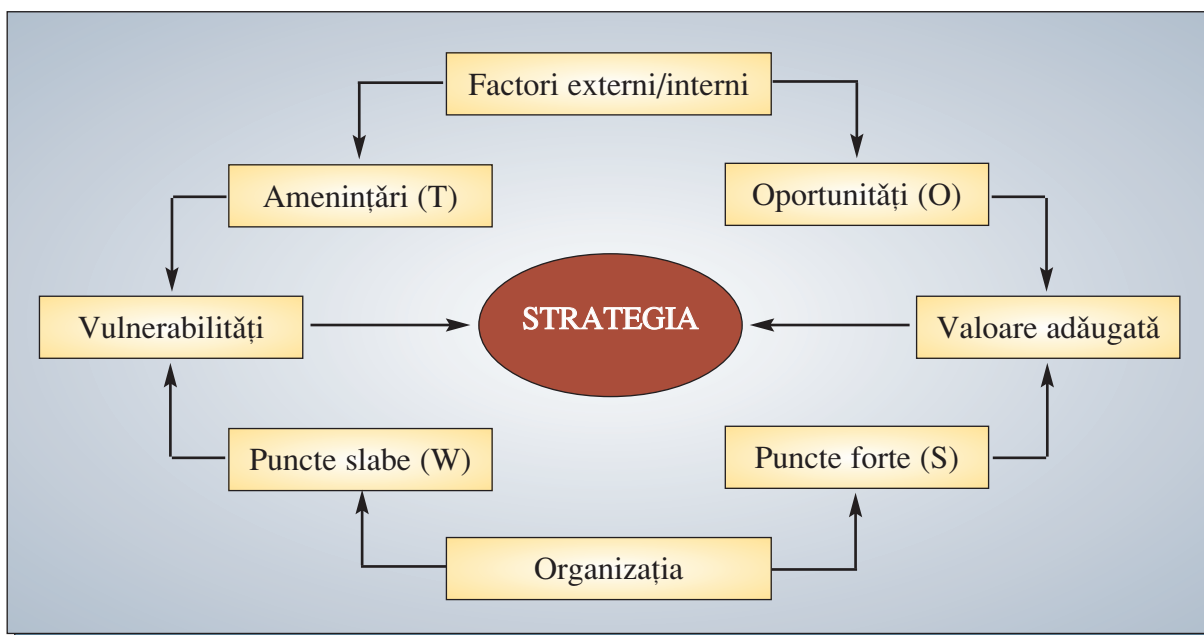 Factori externi/interni
Amenințări (T)
Oportunități (O)
Vulnerabilități
STRATEGIA
Valoare adăugată
Puncte slabe (W)
Puncte forte (S)
Organizația